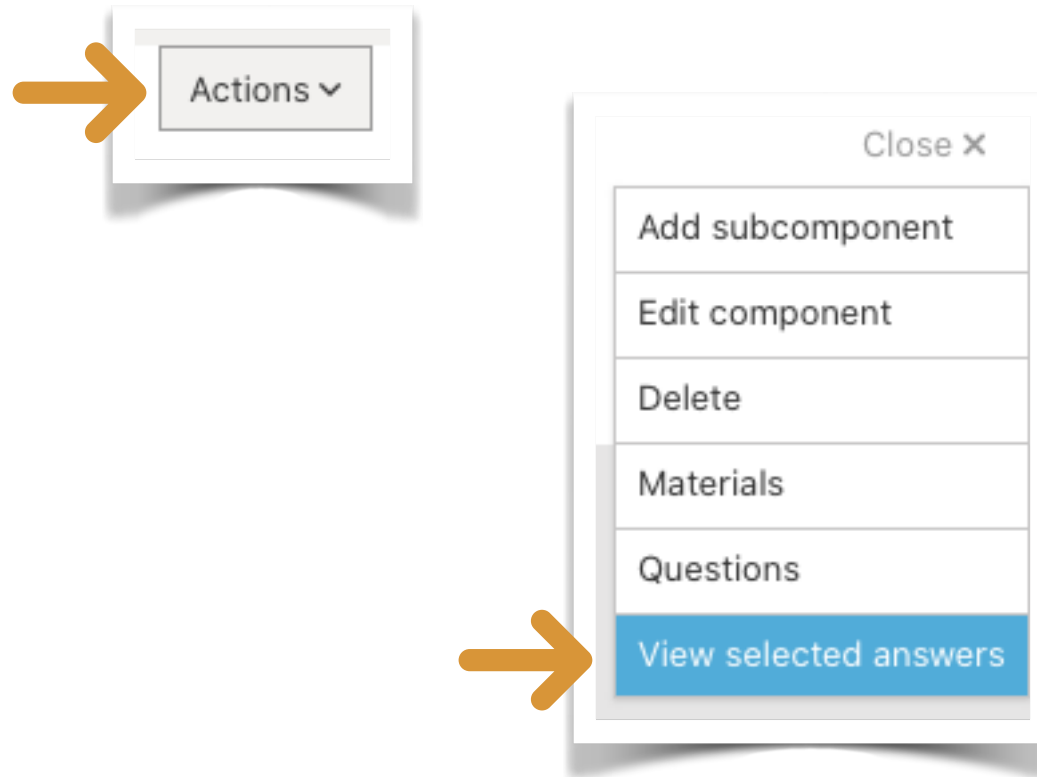 Actions
Close
Add subcomponent
Edit component
Delete
Materials
Questions
View selected answers